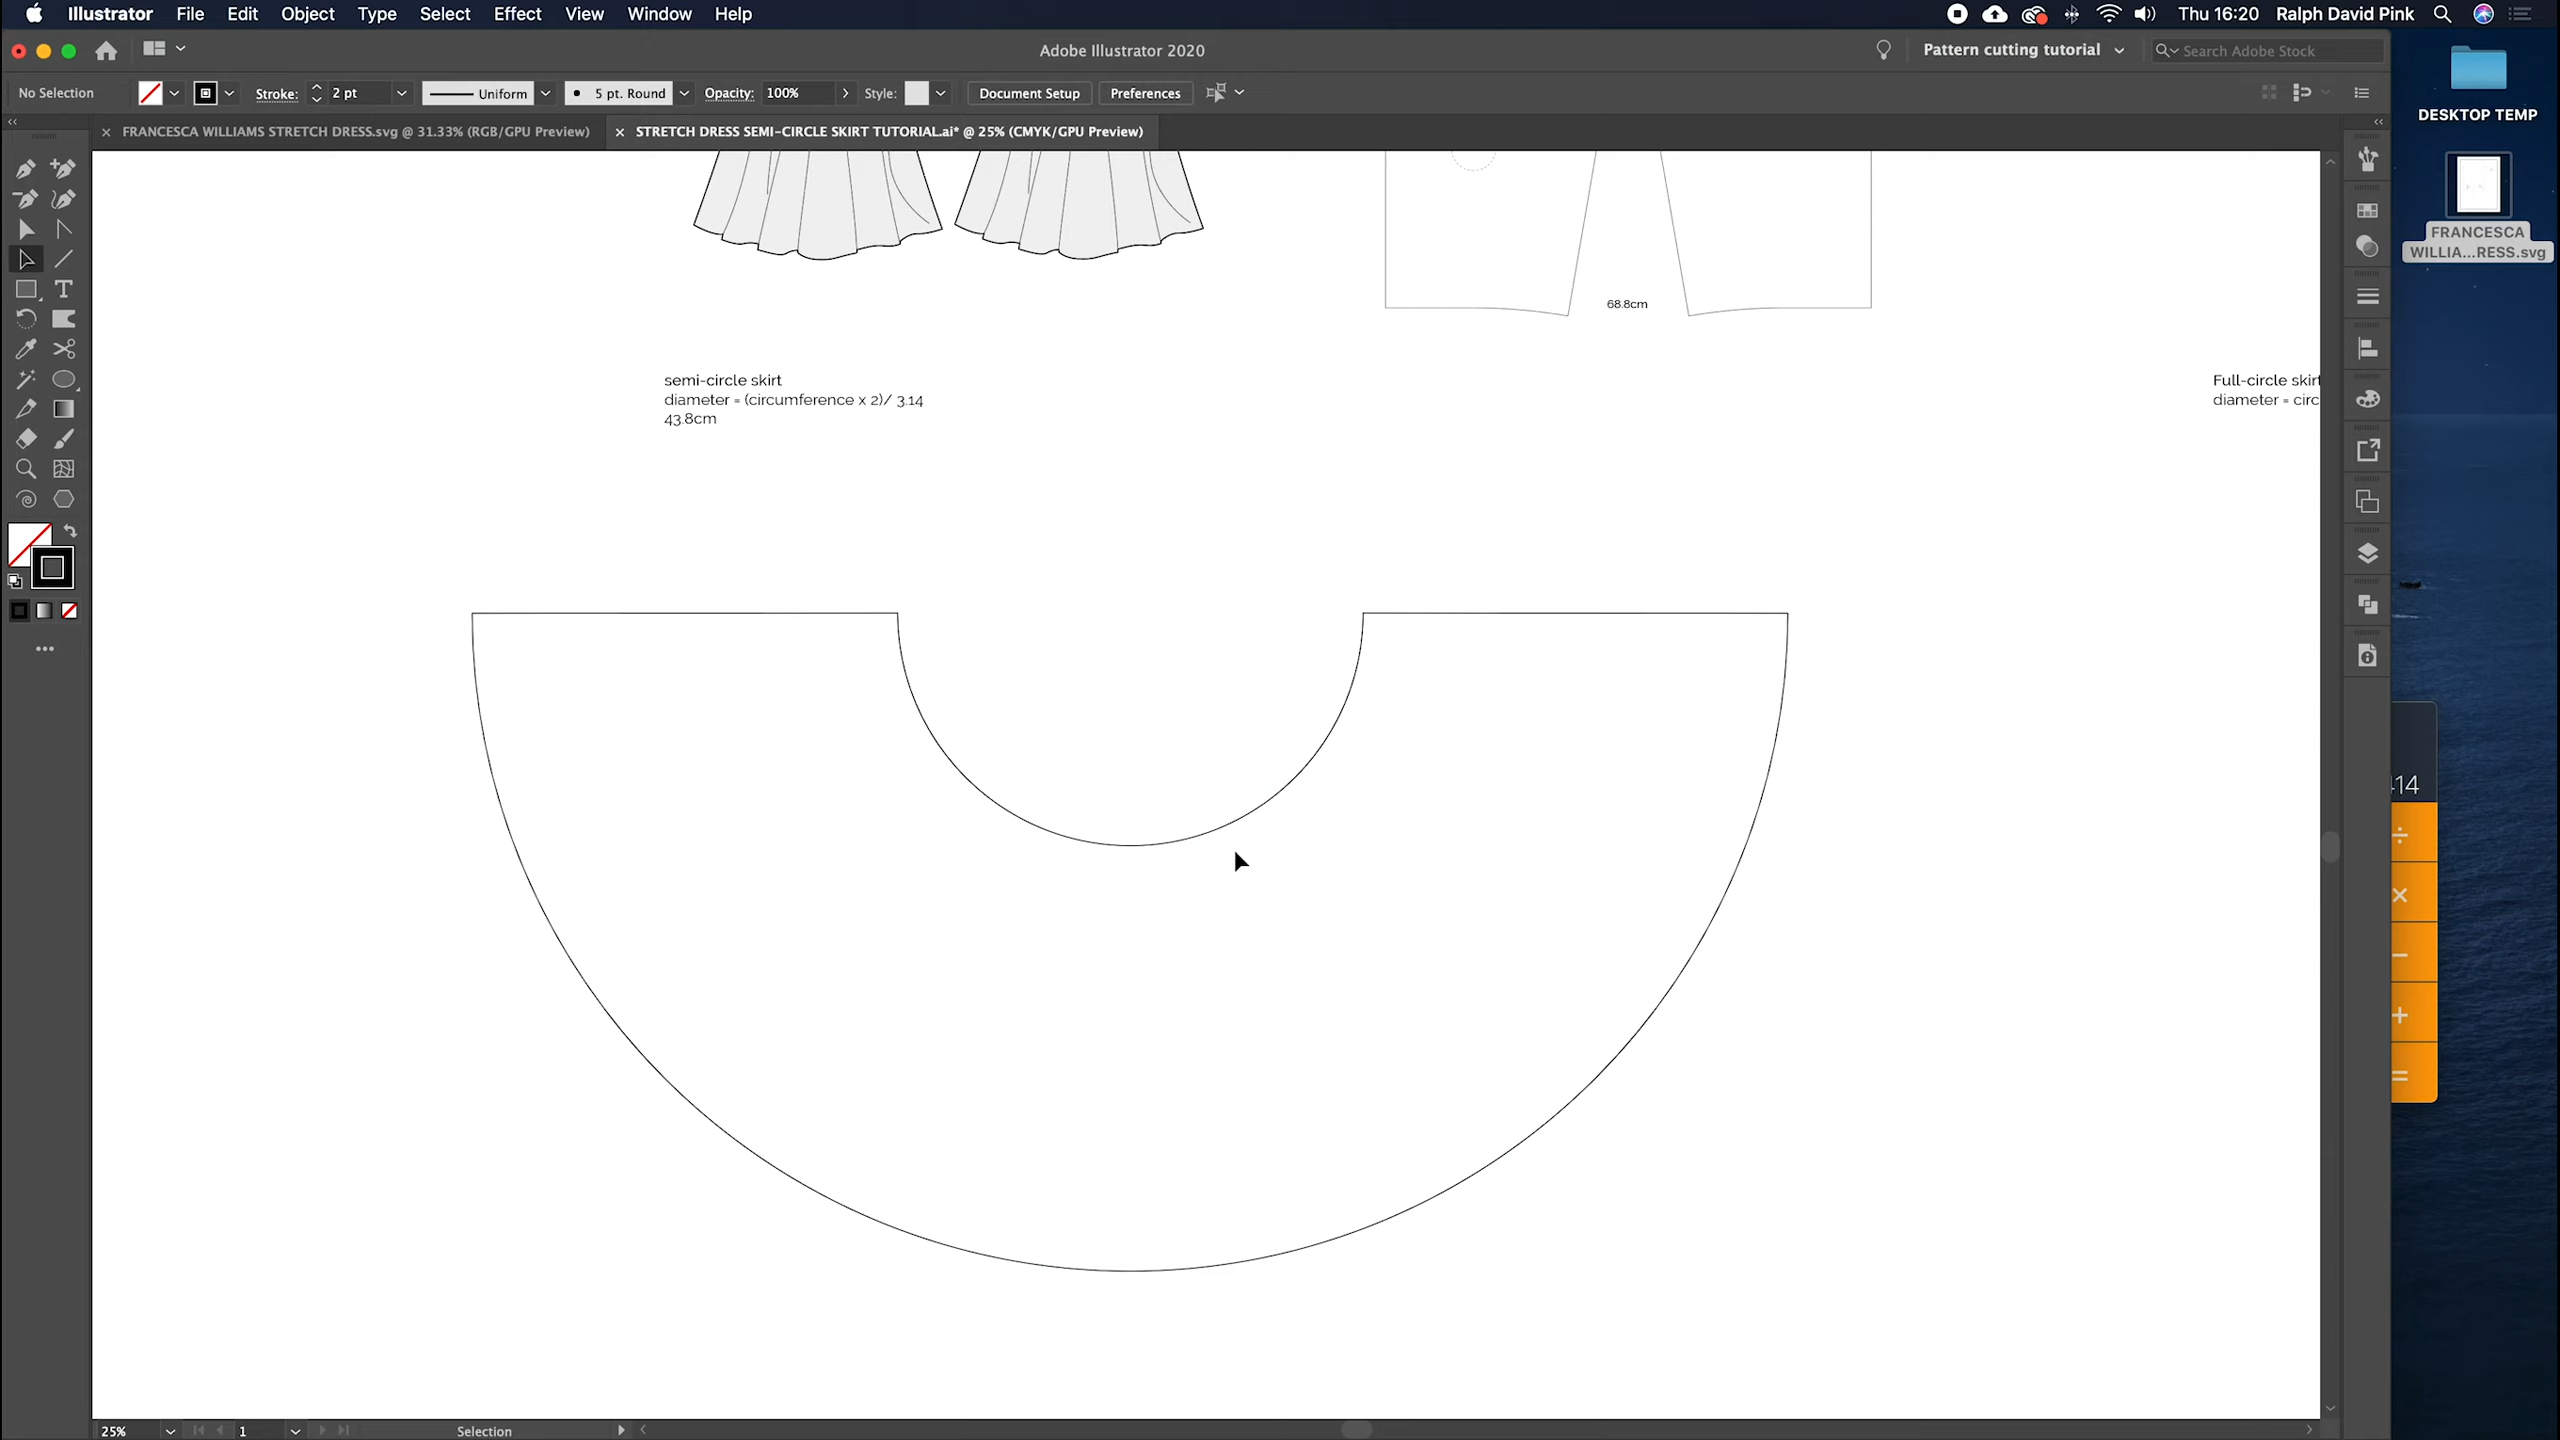 Illustrator File Edit Object Type Select Effect View Window Help
Thu 16:20 Ralph David Pink
Adobe Illustrator 2020
Pattern cutting tutorial
Search Adobe Stock
No Selection
Stroke: 2 pt
Uniform
5 pt. Round
Opacity: 100%
Style:
Document Setup
Preferences
FRANCESCA WILLIAMS STRETCH DRESS.svg @ 31.33% (RGB/GPU Preview)
STRETCH DRESS SEMI-CIRCLE SKIRT TUTORIAL.ai* @ 25% (CMYK/GPU Preview)
DESKTOP TEMP
FRANCESCA
WILLIA...RESS.svg
68.8cm
semi-circle skirt
diameter = (circumference x 2)/ 3.14
43.8cm
Full-circle skirt
diameter = circ
414
÷
×
−
+
=
25%
1
Selection